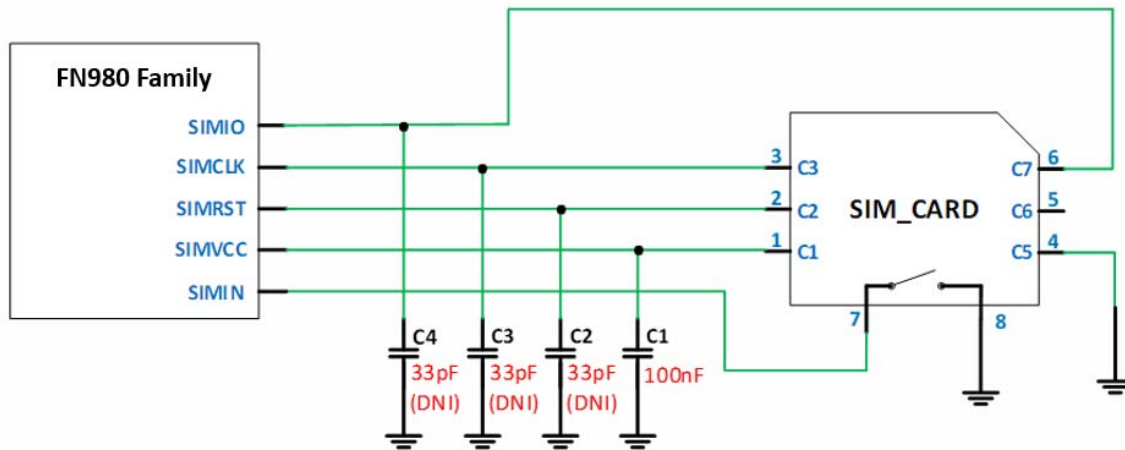 FN980 Family
SIMIO
SIMCLK
SIMRST
SIMVCC
SIMIN
3 C3
2 C2
1 C1
SIM_CARD
C7 6
C6 5
C5 4
7
8
C4
33pF
(DNI)
C3
33pF
(DNI)
C2
33pF
(DNI)
C1
100nF